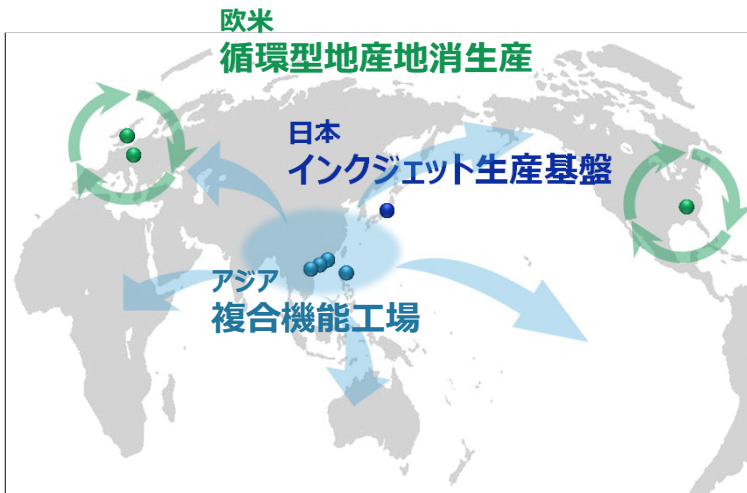 欧米
循環型地産地消生産
日本
インクジェット生産基盤
アジア
複合機能工場